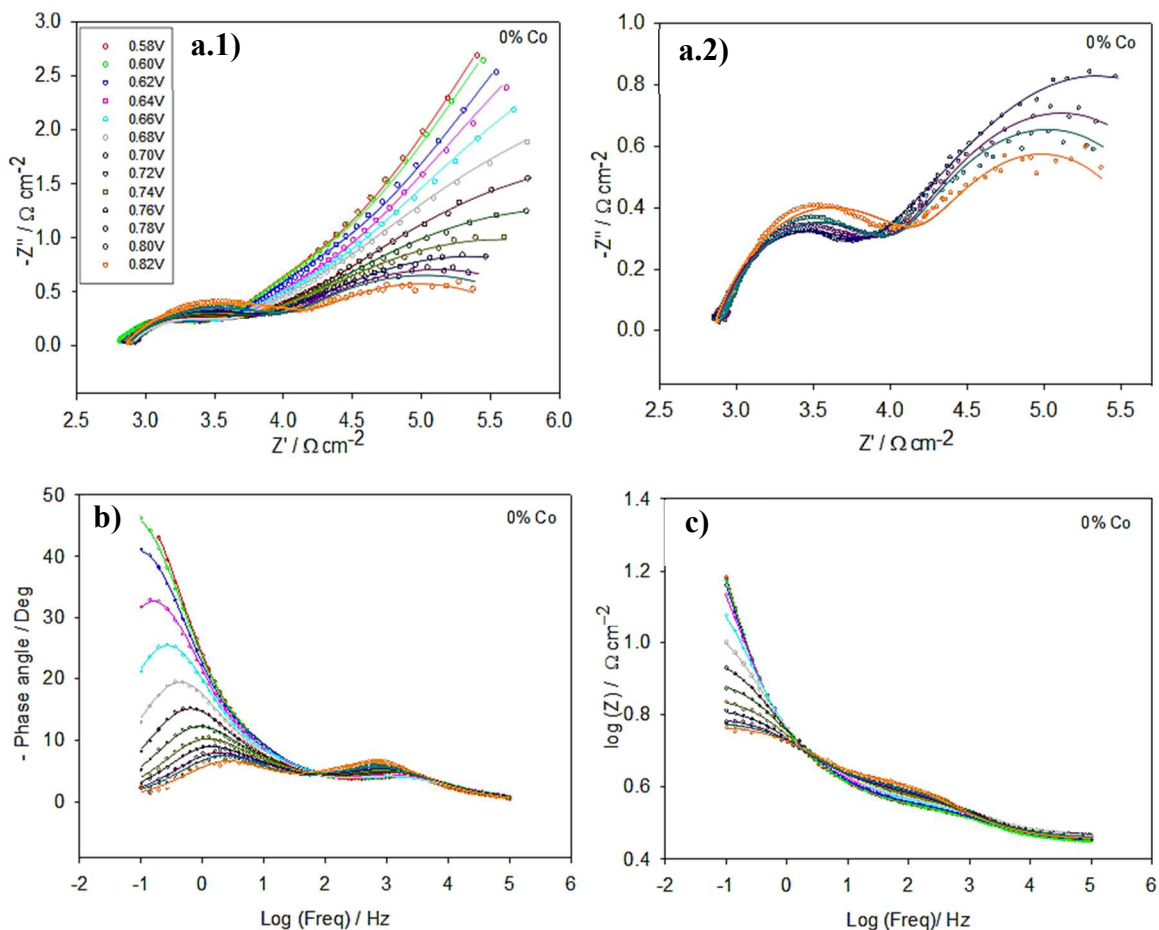 a.1)
0% Co
0.58V
0.60V
0.62V
0.64V
0.66V
0.68V
0.70V
0.72V
0.74V
0.76V
0.78V
0.80V
0.82V
3.0
2.5
2.0
1.5
1.0
0.5
0.0
-Z'' / Ω cm⁻²
2.5 3.0 3.5 4.0 4.5 5.0 5.5 6.0
Z' / Ω cm⁻²
a.2)
0% Co
1.0
0.8
0.6
0.4
0.2
0.0
-Z'' / Ω cm⁻²
2.5 3.0 3.5 4.0 4.5 5.0 5.5
Z' / Ω cm⁻²
b)
0% Co
50
40
30
20
10
0
- Phase angle / Deg
-2 -1 0 1 2 3 4 5 6
Log (Freq) / Hz
c)
0% Co
1.4
1.2
1.0
0.8
0.6
0.4
log (Z) / Ω cm⁻²
-2 -1 0 1 2 3 4 5 6
Log (Freq)/ Hz